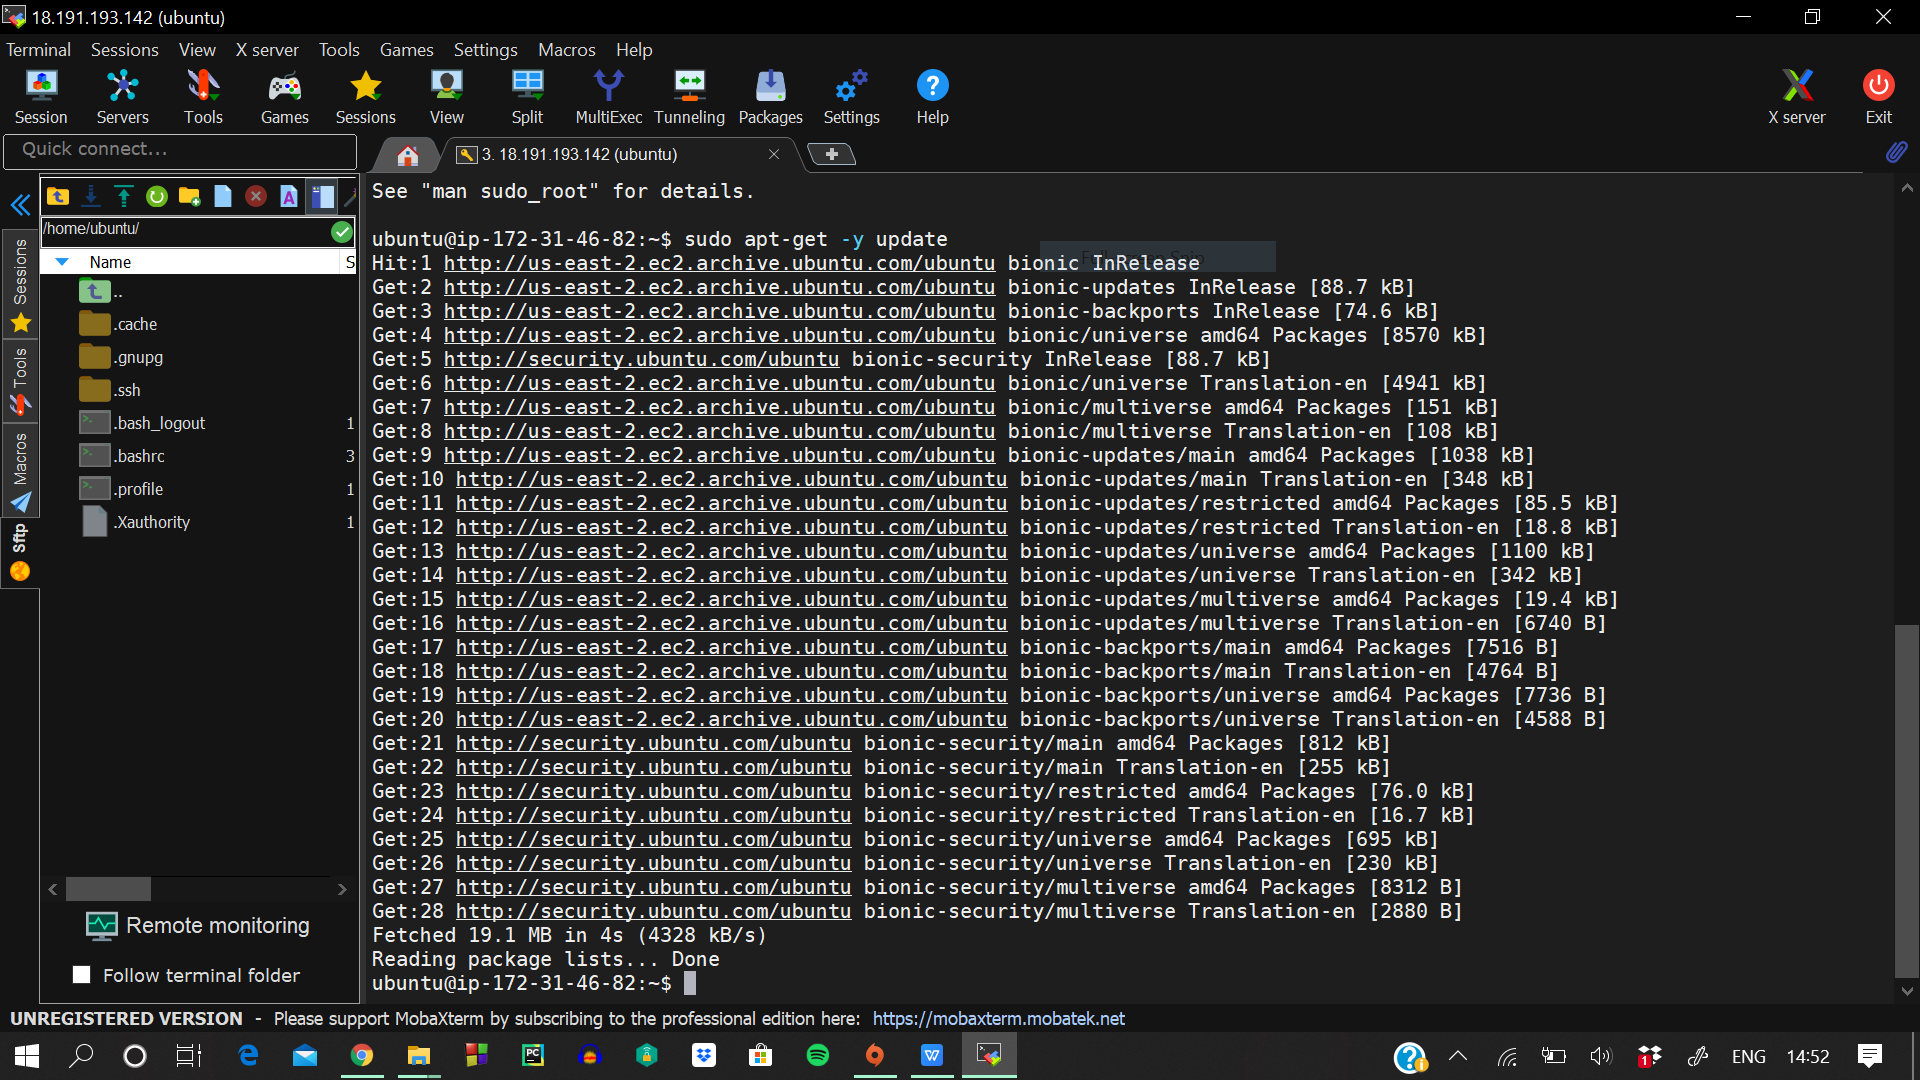 18.191.193.142 (ubuntu)
Terminal Sessions View X server Tools Games Settings Macros Help
Session Servers Tools Games Sessions View Split MultiExec Tunneling Packages Settings Help X server Exit
Quick connect...
3. 18.191.193.142 (ubuntu)
/home/ubuntu/
Name S
..
.cache
.gnupg
.ssh
.bash_logout 1
.bashrc 3
.profile 1
.Xauthority 1
Sessions
Tools
Macros
Sftp
Remote monitoring
Follow terminal folder
See "man sudo_root" for details.
ubuntu@ip-172-31-46-82:~$ sudo apt-get -y update
Hit:1 http://us-east-2.ec2.archive.ubuntu.com/ubuntu bionic InRelease
Get:2 http://us-east-2.ec2.archive.ubuntu.com/ubuntu bionic-updates InRelease [88.7 kB]
Get:3 http://us-east-2.ec2.archive.ubuntu.com/ubuntu bionic-backports InRelease [74.6 kB]
Get:4 http://us-east-2.ec2.archive.ubuntu.com/ubuntu bionic/universe amd64 Packages [8570 kB]
Get:5 http://security.ubuntu.com/ubuntu bionic-security InRelease [88.7 kB]
Get:6 http://us-east-2.ec2.archive.ubuntu.com/ubuntu bionic/universe Translation-en [4941 kB]
Get:7 http://us-east-2.ec2.archive.ubuntu.com/ubuntu bionic/multiverse amd64 Packages [151 kB]
Get:8 http://us-east-2.ec2.archive.ubuntu.com/ubuntu bionic/multiverse Translation-en [108 kB]
Get:9 http://us-east-2.ec2.archive.ubuntu.com/ubuntu bionic-updates/main amd64 Packages [1038 kB]
Get:10 http://us-east-2.ec2.archive.ubuntu.com/ubuntu bionic-updates/main Translation-en [348 kB]
Get:11 http://us-east-2.ec2.archive.ubuntu.com/ubuntu bionic-updates/restricted amd64 Packages [85.5 kB]
Get:12 http://us-east-2.ec2.archive.ubuntu.com/ubuntu bionic-updates/restricted Translation-en [18.8 kB]
Get:13 http://us-east-2.ec2.archive.ubuntu.com/ubuntu bionic-updates/universe amd64 Packages [1100 kB]
Get:14 http://us-east-2.ec2.archive.ubuntu.com/ubuntu bionic-updates/universe Translation-en [342 kB]
Get:15 http://us-east-2.ec2.archive.ubuntu.com/ubuntu bionic-updates/multiverse amd64 Packages [19.4 kB]
Get:16 http://us-east-2.ec2.archive.ubuntu.com/ubuntu bionic-updates/multiverse Translation-en [6740 B]
Get:17 http://us-east-2.ec2.archive.ubuntu.com/ubuntu bionic-backports/main amd64 Packages [7516 B]
Get:18 http://us-east-2.ec2.archive.ubuntu.com/ubuntu bionic-backports/main Translation-en [4764 B]
Get:19 http://us-east-2.ec2.archive.ubuntu.com/ubuntu bionic-backports/universe amd64 Packages [7736 B]
Get:20 http://us-east-2.ec2.archive.ubuntu.com/ubuntu bionic-backports/universe Translation-en [4588 B]
Get:21 http://security.ubuntu.com/ubuntu bionic-security/main amd64 Packages [812 kB]
Get:22 http://security.ubuntu.com/ubuntu bionic-security/main Translation-en [255 kB]
Get:23 http://security.ubuntu.com/ubuntu bionic-security/restricted amd64 Packages [76.0 kB]
Get:24 http://security.ubuntu.com/ubuntu bionic-security/restricted Translation-en [16.7 kB]
Get:25 http://security.ubuntu.com/ubuntu bionic-security/universe amd64 Packages [695 kB]
Get:26 http://security.ubuntu.com/ubuntu bionic-security/universe Translation-en [230 kB]
Get:27 http://security.ubuntu.com/ubuntu bionic-security/multiverse amd64 Packages [8312 B]
Get:28 http://security.ubuntu.com/ubuntu bionic-security/multiverse Translation-en [2880 B]
Fetched 19.1 MB in 4s (4328 kB/s)
Reading package lists... Done
ubuntu@ip-172-31-46-82:~$
UNREGISTERED VERSION - Please support MobaXterm by subscribing to the professional edition here: https://mobaxterm.mobatek.net
ENG 14:52